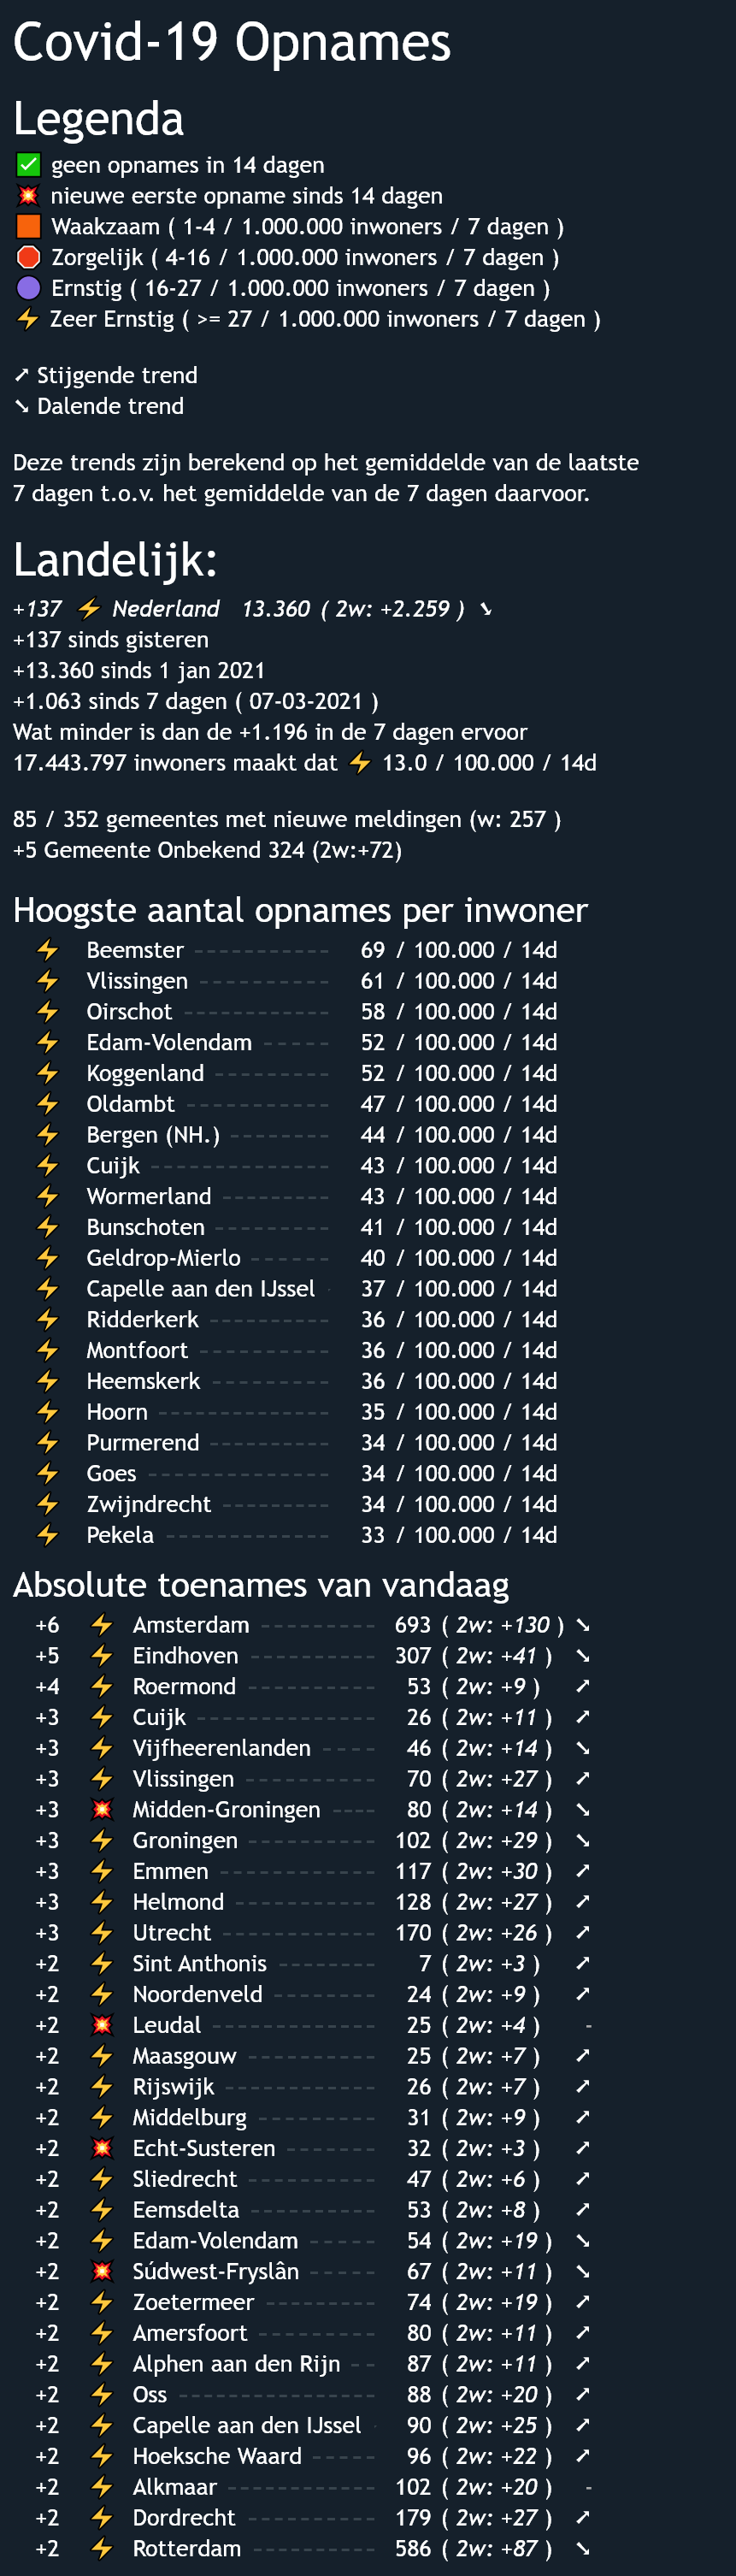 Covid-19 Opnames
Legenda
✅ geen opnames in 14 dagen
💥 nieuwe eerste opname sinds 14 dagen
🟧 Waakzaam ( 1-4 / 1.000.000 inwoners / 7 dagen )
🛑 Zorgelijk ( 4-16 / 1.000.000 inwoners / 7 dagen )
🟣 Ernstig ( 16-27 / 1.000.000 inwoners / 7 dagen )
⚡ Zeer Ernstig ( >= 27 / 1.000.000 inwoners / 7 dagen )
➚ Stijgende trend
➘ Dalende trend
Deze trends zijn berekend op het gemiddelde van de laatste
7 dagen t.o.v. het gemiddelde van de 7 dagen daarvoor.
Landelijk:
+137 ⚡ Nederland 13.360 ( 2w: +2.259 ) ➘
+137 sinds gisteren
+13.360 sinds 1 jan 2021
+1.063 sinds 7 dagen ( 07-03-2021 )
Wat minder is dan de +1.196 in de 7 dagen ervoor
17.443.797 inwoners maakt dat ⚡ 13.0 / 100.000 / 14d
85 / 352 gemeentes met nieuwe meldingen (w: 257 )
+5 Gemeente Onbekend 324 (2w:+72)
Hoogste aantal opnames per inwoner
⚡ Beemster ----------- 69 / 100.000 / 14d
⚡ Vlissingen ----------- 61 / 100.000 / 14d
⚡ Oirschot ------------ 58 / 100.000 / 14d
⚡ Edam-Volendam ----- 52 / 100.000 / 14d
⚡ Koggenland --------- 52 / 100.000 / 14d
⚡ Oldambt ------------ 47 / 100.000 / 14d
⚡ Bergen (NH.) -------- 44 / 100.000 / 14d
⚡ Cuijk --------------- 43 / 100.000 / 14d
⚡ Wormerland --------- 43 / 100.000 / 14d
⚡ Bunschoten ---------- 41 / 100.000 / 14d
⚡ Geldrop-Mierlo ------ 40 / 100.000 / 14d
⚡ Capelle aan den IJssel - 37 / 100.000 / 14d
⚡ Ridderkerk ---------- 36 / 100.000 / 14d
⚡ Montfoort ----------- 36 / 100.000 / 14d
⚡ Heemskerk ---------- 36 / 100.000 / 14d
⚡ Hoorn -------------- 35 / 100.000 / 14d
⚡ Purmerend ---------- 34 / 100.000 / 14d
⚡ Goes --------------- 34 / 100.000 / 14d
⚡ Zwijndrecht --------- 34 / 100.000 / 14d
⚡ Pekela -------------- 33 / 100.000 / 14d
Absolute toenames van vandaag
+6 ⚡ Amsterdam ---------- 693 ( 2w: +130 ) ➘
+5 ⚡ Eindhoven ----------- 307 ( 2w: +41 ) ➘
+4 ⚡ Roermond ----------- 53 ( 2w: +9 ) ➚
+3 ⚡ Cuijk --------------- 26 ( 2w: +11 ) ➚
+3 ⚡ Vijfheerenlanden ---- 46 ( 2w: +14 ) ➘
+3 ⚡ Vlissingen ----------- 70 ( 2w: +27 ) ➚
+3 💥 Midden-Groningen ---- 80 ( 2w: +14 ) ➘
+3 ⚡ Groningen ----------- 102 ( 2w: +29 ) ➘
+3 ⚡ Emmen ------------- 117 ( 2w: +30 ) ➚
+3 ⚡ Helmond ------------ 128 ( 2w: +27 ) ➚
+3 ⚡ Utrecht ------------- 170 ( 2w: +26 ) ➚
+2 ⚡ Sint Anthonis -------- 7 ( 2w: +3 ) ➚
+2 ⚡ Noordenveld --------- 24 ( 2w: +9 ) ➚
+2 💥 Leudal -------------- 25 ( 2w: +4 ) -
+2 ⚡ Maasgouw ----------- 25 ( 2w: +7 ) ➚
+2 ⚡ Rijswijk ------------- 26 ( 2w: +7 ) ➚
+2 ⚡ Middelburg ---------- 31 ( 2w: +9 ) ➚
+2 💥 Echt-Susteren -------- 32 ( 2w: +3 ) ➚
+2 ⚡ Sliedrecht ----------- 47 ( 2w: +6 ) ➚
+2 ⚡ Eemsdelta ----------- 53 ( 2w: +8 ) ➚
+2 ⚡ Edam-Volendam ----- 54 ( 2w: +19 ) ➘
+2 💥 Súdwest-Fryslân ------ 67 ( 2w: +11 ) ➘
+2 ⚡ Zoetermeer --------- 74 ( 2w: +19 ) ➚
+2 ⚡ Amersfoort ---------- 80 ( 2w: +11 ) ➚
+2 ⚡ Alphen aan den Rijn -- 87 ( 2w: +11 ) ➚
+2 ⚡ Oss ---------------- 88 ( 2w: +20 ) ➚
+2 ⚡ Capelle aan den IJssel - 90 ( 2w: +25 ) ➚
+2 ⚡ Hoeksche Waard ----- 96 ( 2w: +22 ) ➚
+2 ⚡ Alkmaar ------------ 102 ( 2w: +20 ) -
+2 ⚡ Dordrecht ----------- 179 ( 2w: +27 ) ➚
+2 ⚡ Rotterdam ---------- 586 ( 2w: +87 ) ➘